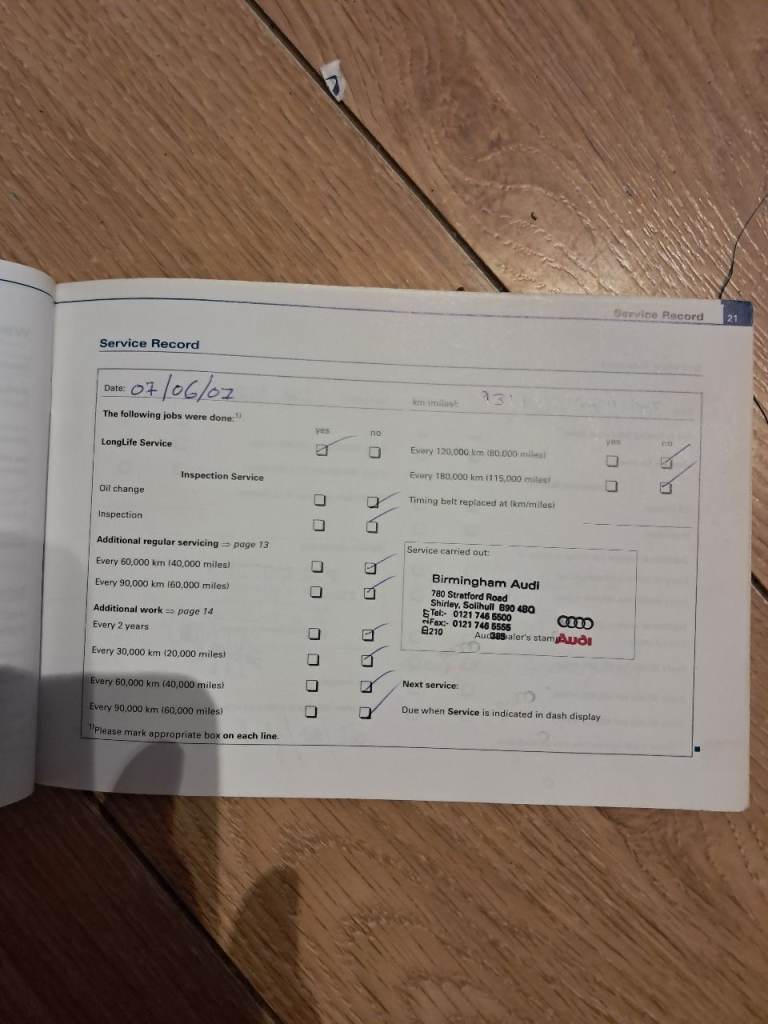 Service Record 21
Service Record
Date: 07/06/07
km (miles):
The following jobs were done:1)
yes no
LongLife Service
Inspection Service
Oil change
Inspection
Additional regular servicing ⇒ page 13
Every 60,000 km (40,000 miles)
Every 90,000 km (60,000 miles)
Additional work ⇒ page 14
Every 2 years
Every 30,000 km (20,000 miles)
Every 60,000 km (40,000 miles)
Every 90,000 km (60,000 miles)
1)Please mark appropriate box on each line.
yes no
Every 120,000 km (80,000 miles)
Every 180,000 km (115,000 miles)
Timing belt replaced at (km/miles)
Service carried out:
Birmingham Audi
780 Stratford Road
Shirley, Solihull B90 4BQ
Tel:- 0121 746 5500
Fax:- 0121 746 5555
385
Audi
Next service:
Due when Service is indicated in dash display